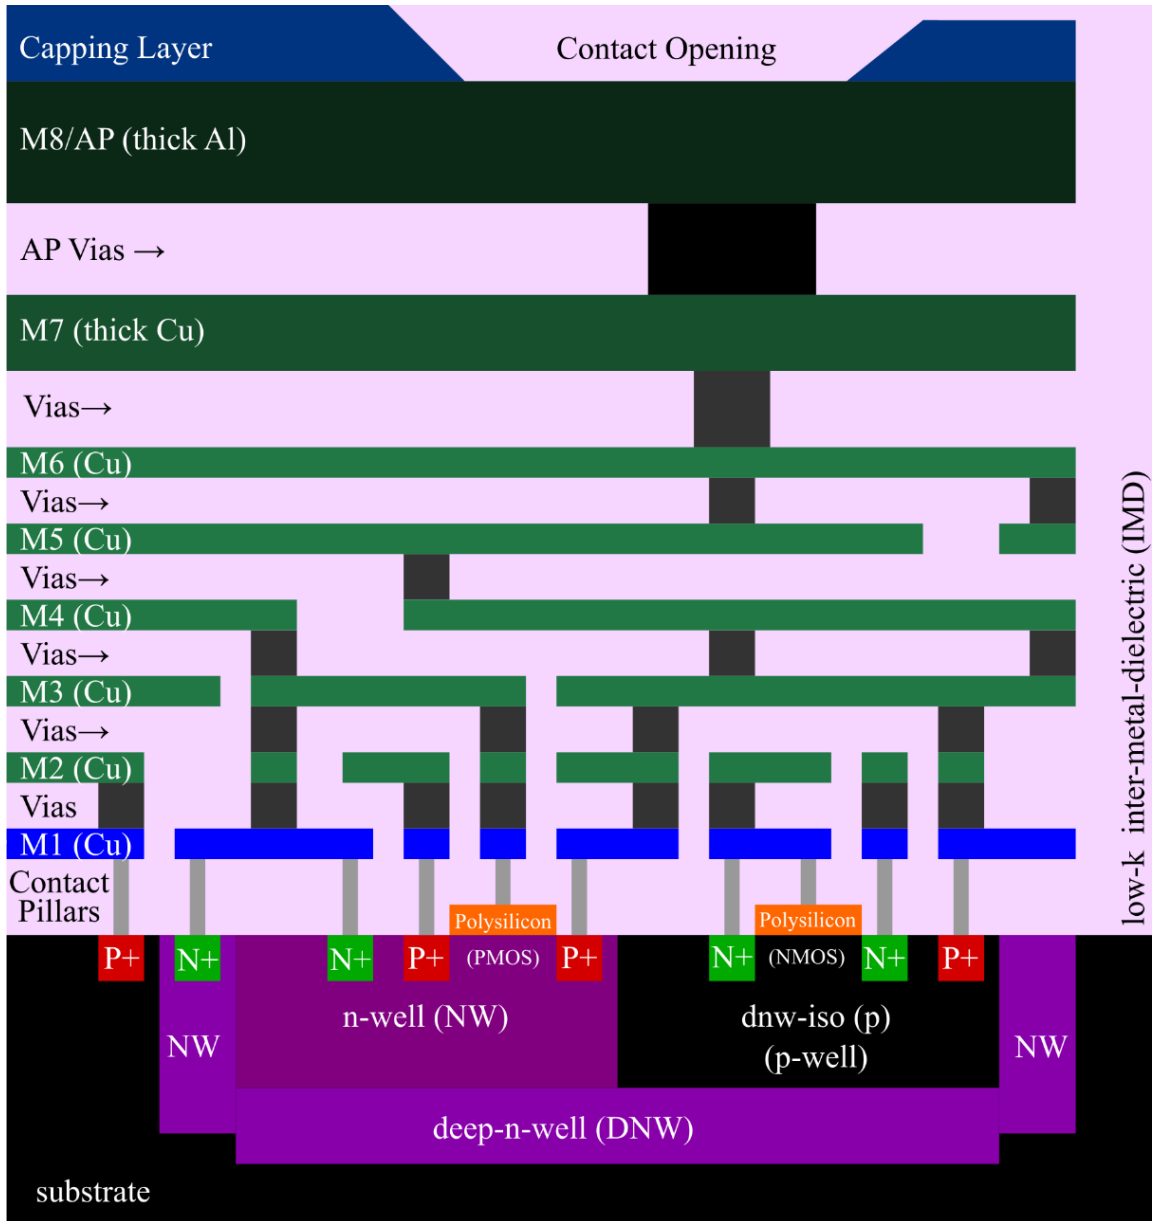 Capping Layer
Contact Opening
M8/AP (thick Al)
AP Vias →
M7 (thick Cu)
Vias→
M6 (Cu)
Vias→
M5 (Cu)
Vias→
M4 (Cu)
Vias→
M3 (Cu)
Vias→
M2 (Cu)
Vias
M1 (Cu)
Contact
Pillars
Polysilicon
Polysilicon
P+
N+
N+
P+
(PMOS)
P+
N+
(NMOS)
N+
P+
n-well (NW)
dnw-iso (p)
(p-well)
NW
NW
deep-n-well (DNW)
substrate
low-k inter-metal-dielectric (IMD)